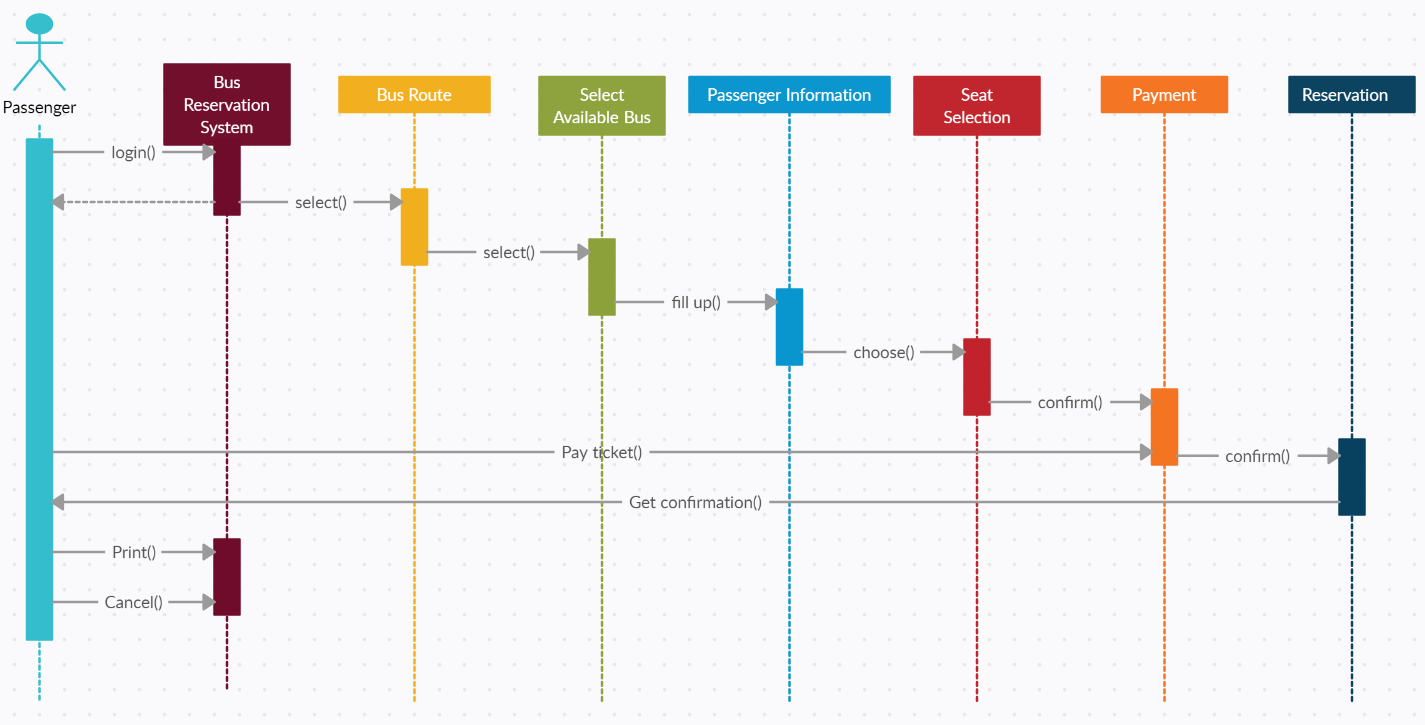 Passenger
Bus
Reservation
System
Bus Route
Select
Available Bus
Passenger Information
Seat
Selection
Payment
Reservation
login()
select()
select()
fill up()
choose()
confirm()
Pay ticket()
confirm()
Get confirmation()
Print()
Cancel()